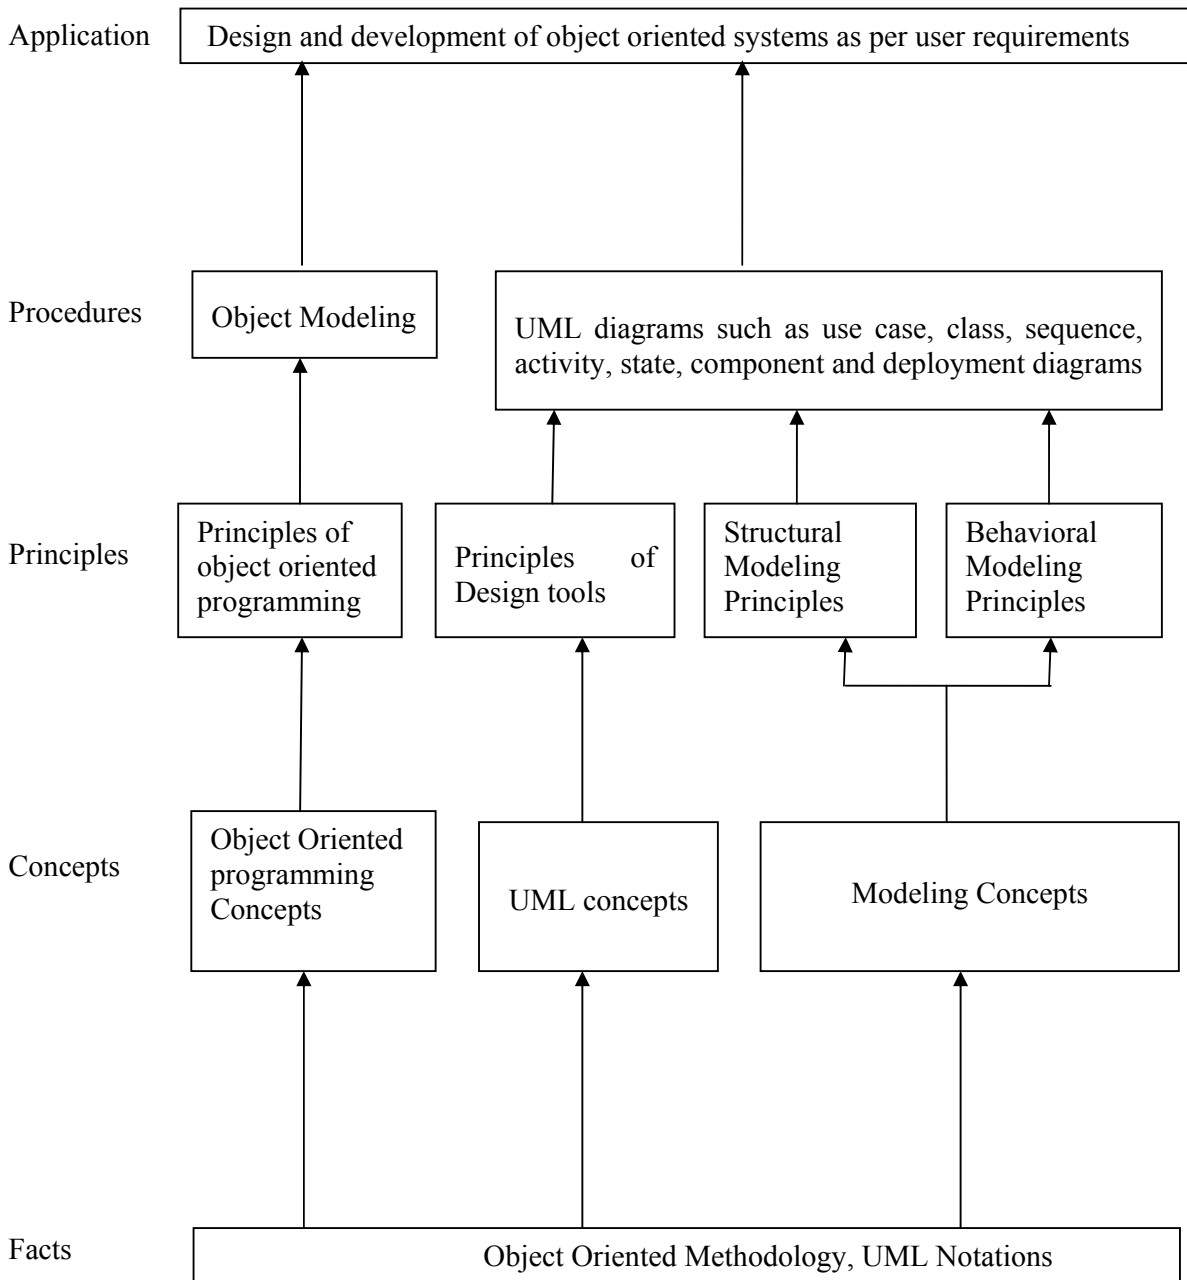 Application
Design and development of object oriented systems as per user requirements
Procedures
Object Modeling
UML diagrams such as use case, class, sequence,
activity, state, component and deployment diagrams
Principles
Principles of
object oriented
programming
Principles of
Design tools
Structural
Modeling
Principles
Behavioral
Modeling
Principles
Concepts
Object Oriented
programming
Concepts
UML concepts
Modeling Concepts
Facts
Object Oriented Methodology, UML Notations